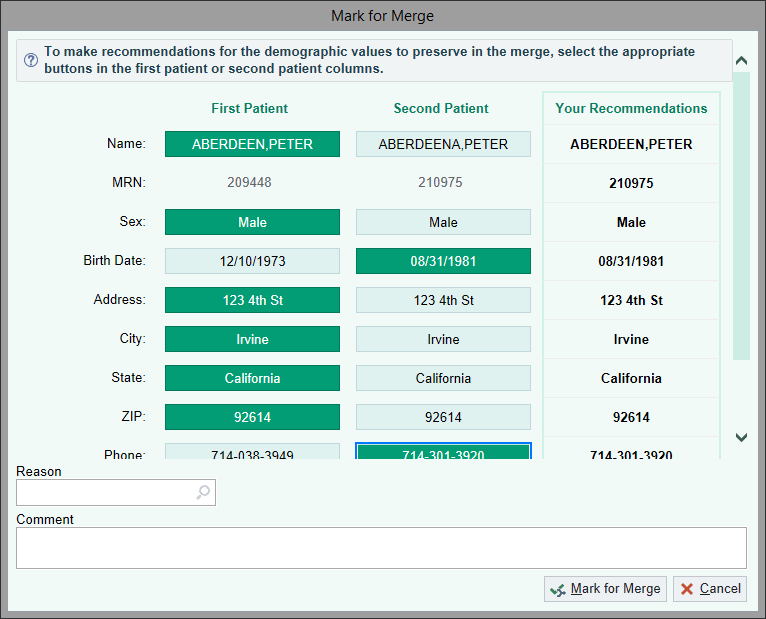 Mark for Merge
To make recommendations for the demographic values to preserve in the merge, select the appropriate
buttons in the first patient or second patient columns.
First Patient Second Patient Your Recommendations
Name: ABERDEEN,PETER ABERDEENA,PETER ABERDEEN,PETER
MRN: 209448 210975 210975
Sex: Male Male Male
Birth Date: 12/10/1973 08/31/1981 08/31/1981
Address: 123 4th St 123 4th St 123 4th St
City: Irvine Irvine Irvine
State: California California California
ZIP: 92614 92614 92614
Phone: 714-038-3949 714-301-3920 714-301-3920
Reason
Comment
Mark for Merge Cancel